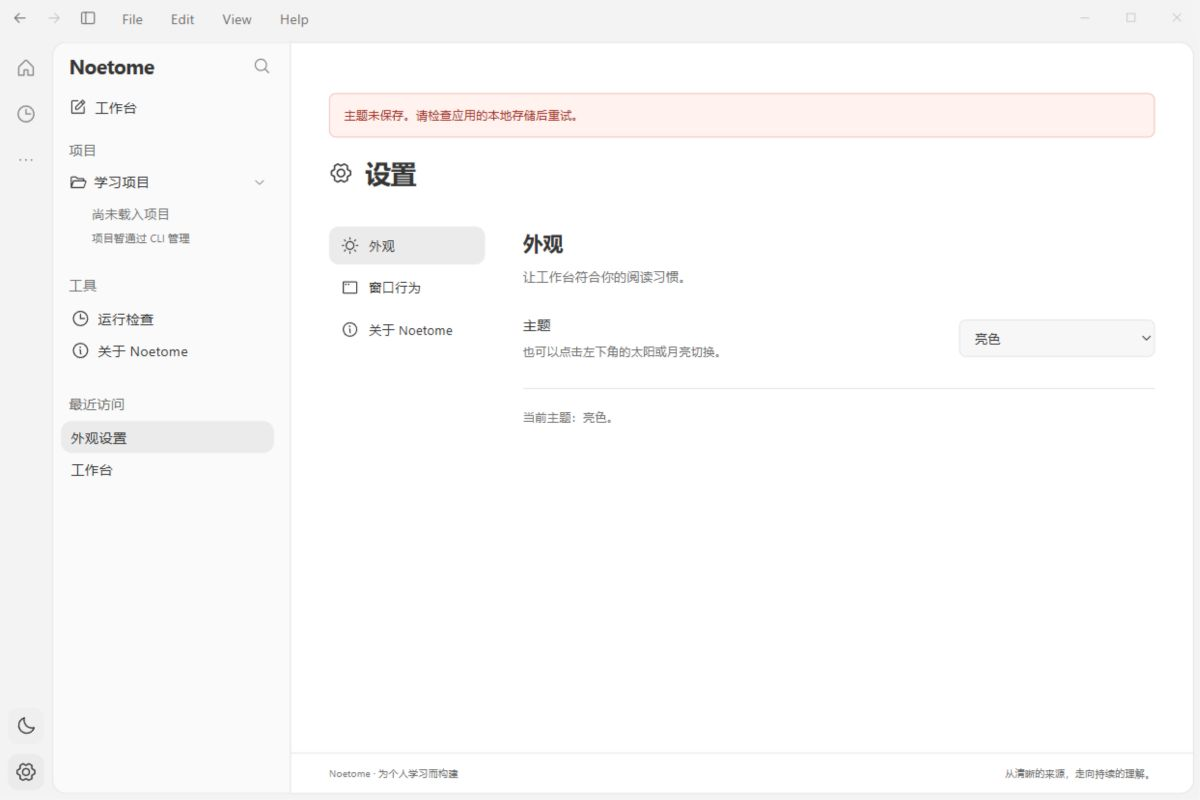 File Edit View Help
Noetome
工作台
项目
学习项目
尚未载入项目
项目暂通过 CLI 管理
工具
运行检查
关于 Noetome
最近访问
外观设置
工作台
主题未保存。请检查应用的本地存储后重试。
设置
外观
窗口行为
关于 Noetome
外观
让工作台符合你的阅读习惯。
主题
也可以点击左下角的太阳或月亮切换。
亮色
当前主题：亮色。
Noetome · 为个人学习而构建
从清晰的来源，走向持续的理解。